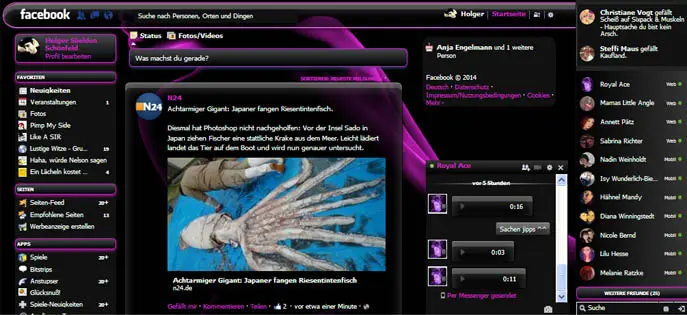 facebook
Suche nach Personen, Orten und Dingen
Holger
Startseite
Profil bearbeiten
FAVORITEN
Neuigkeiten
Veranstaltungen 1
Fotos
Pimp My Side
Like A SIR
Lustige Witze - Gru... 19
Haha, würde Nelson sagen
Ein Lächeln kostet ...
SEITEN
Seiten-Feed 20+
Empfohlene Seiten 13
Werbeanzeige erstellen
APPS
Spiele 20+
Bitstrips
Anstupser 20+
Glücksnuß!
Spiele-Neuigkeiten 20+
Status
Fotos/Videos
Was machst du gerade?
SORTIEREN: NEUESTE MELDUNG
N24
N24
Achtarmiger Gigant: Japaner fangen Riesentintenfisch.
Diesmal hat Photoshop nicht nachgeholfen: Vor der Insel Sado in
Japan ziehen Fischer eine stattliche Krake aus dem Meer. Leicht lädiert
landet das Tier auf dem Boot und wird nun genauer untersucht.
Achtarmiger Gigant: Japaner fangen Riesentintenfisch
n24.de
Gefällt mir • Kommentieren • Teilen • 2 • vor etwa einer Minute •
Anja Engelmann und 1 weitere
Person
Facebook © 2014
Deutsch • Datenschutz •
Impressum/Nutzungsbedingungen • Cookies •
Mehr
Royal Ace
vor 5 Stunden
0:16
Sachen jipps ^^
0:03
0:11
Per Messenger gesendet
Christiane Vogt gefällt
Scheiß auf Sixpack & Muskeln
- Hauptsache du bist kein
Arsch.
Steffi Maus gefällt
Kaufland.
Royal Ace Web
Mamas Little Angel Web
Annett Pätz Web
Sabrina Richter Web
Nadin Weinholdt Mobil
Isy Wunderlich-Bie... Mobil
Hähnel Mandy Mobil
Diana Winningstedt Mobil
Nicole Bernd Mobil
Lilu Hesse Mobil
Melanie Ratzke Mobil
WEITERE FREUNDE (25)
Suche